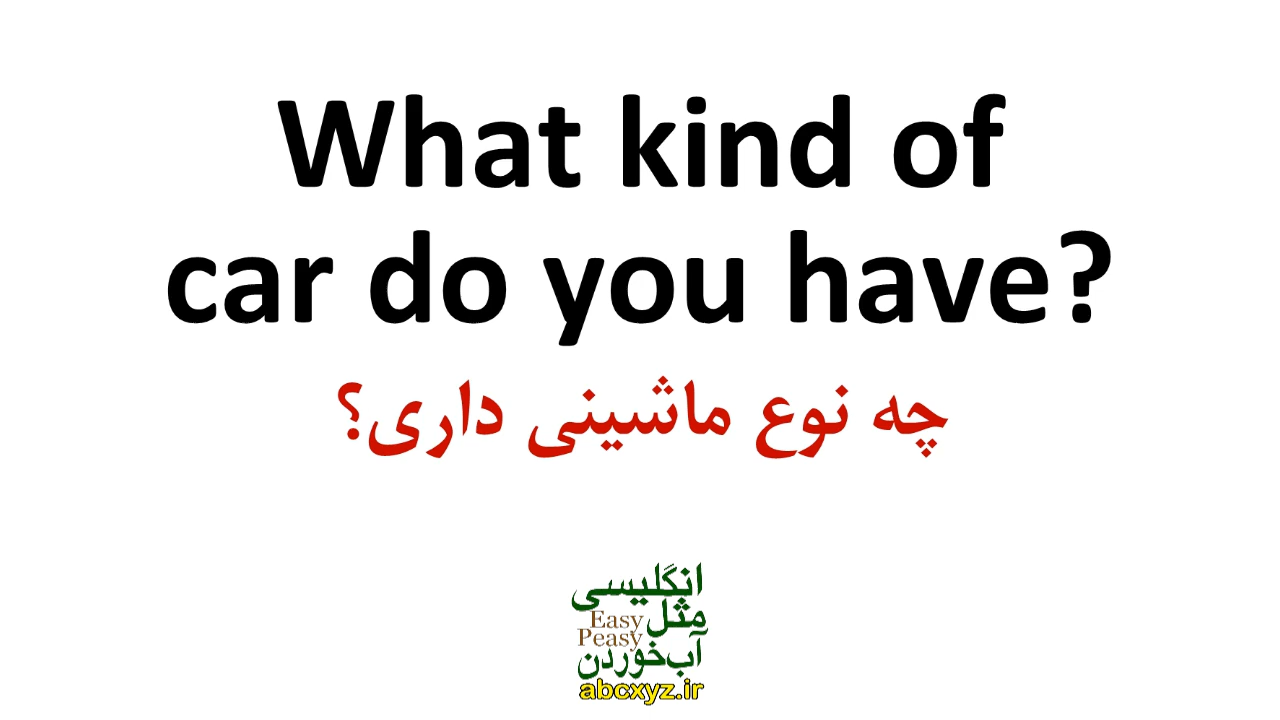 What kind of
car do you have?
چه نوع ماشینی داری؟
انگلیسی
مثل
Easy
Peasy
آب‌خوردن
abcxyz.ir